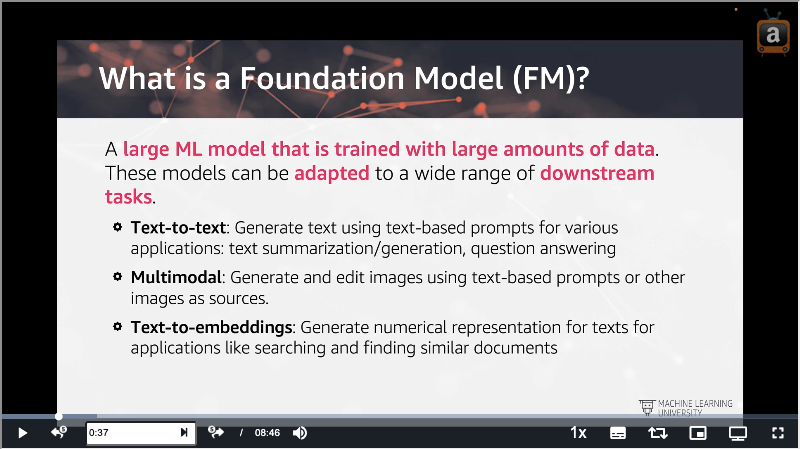 a
What is a Foundation Model (FM)?
A large ML model that is trained with large amounts of data.
These models can be adapted to a wide range of downstream
tasks.
Text-to-text: Generate text using text-based prompts for various
applications: text summarization/generation, question answering
Multimodal: Generate and edit images using text-based prompts or other
images as sources.
Text-to-embeddings: Generate numerical representation for texts for
applications like searching and finding similar documents
MACHINE LEARNING
UNIVERSITY
5 0:37 5 / 08:46 1x